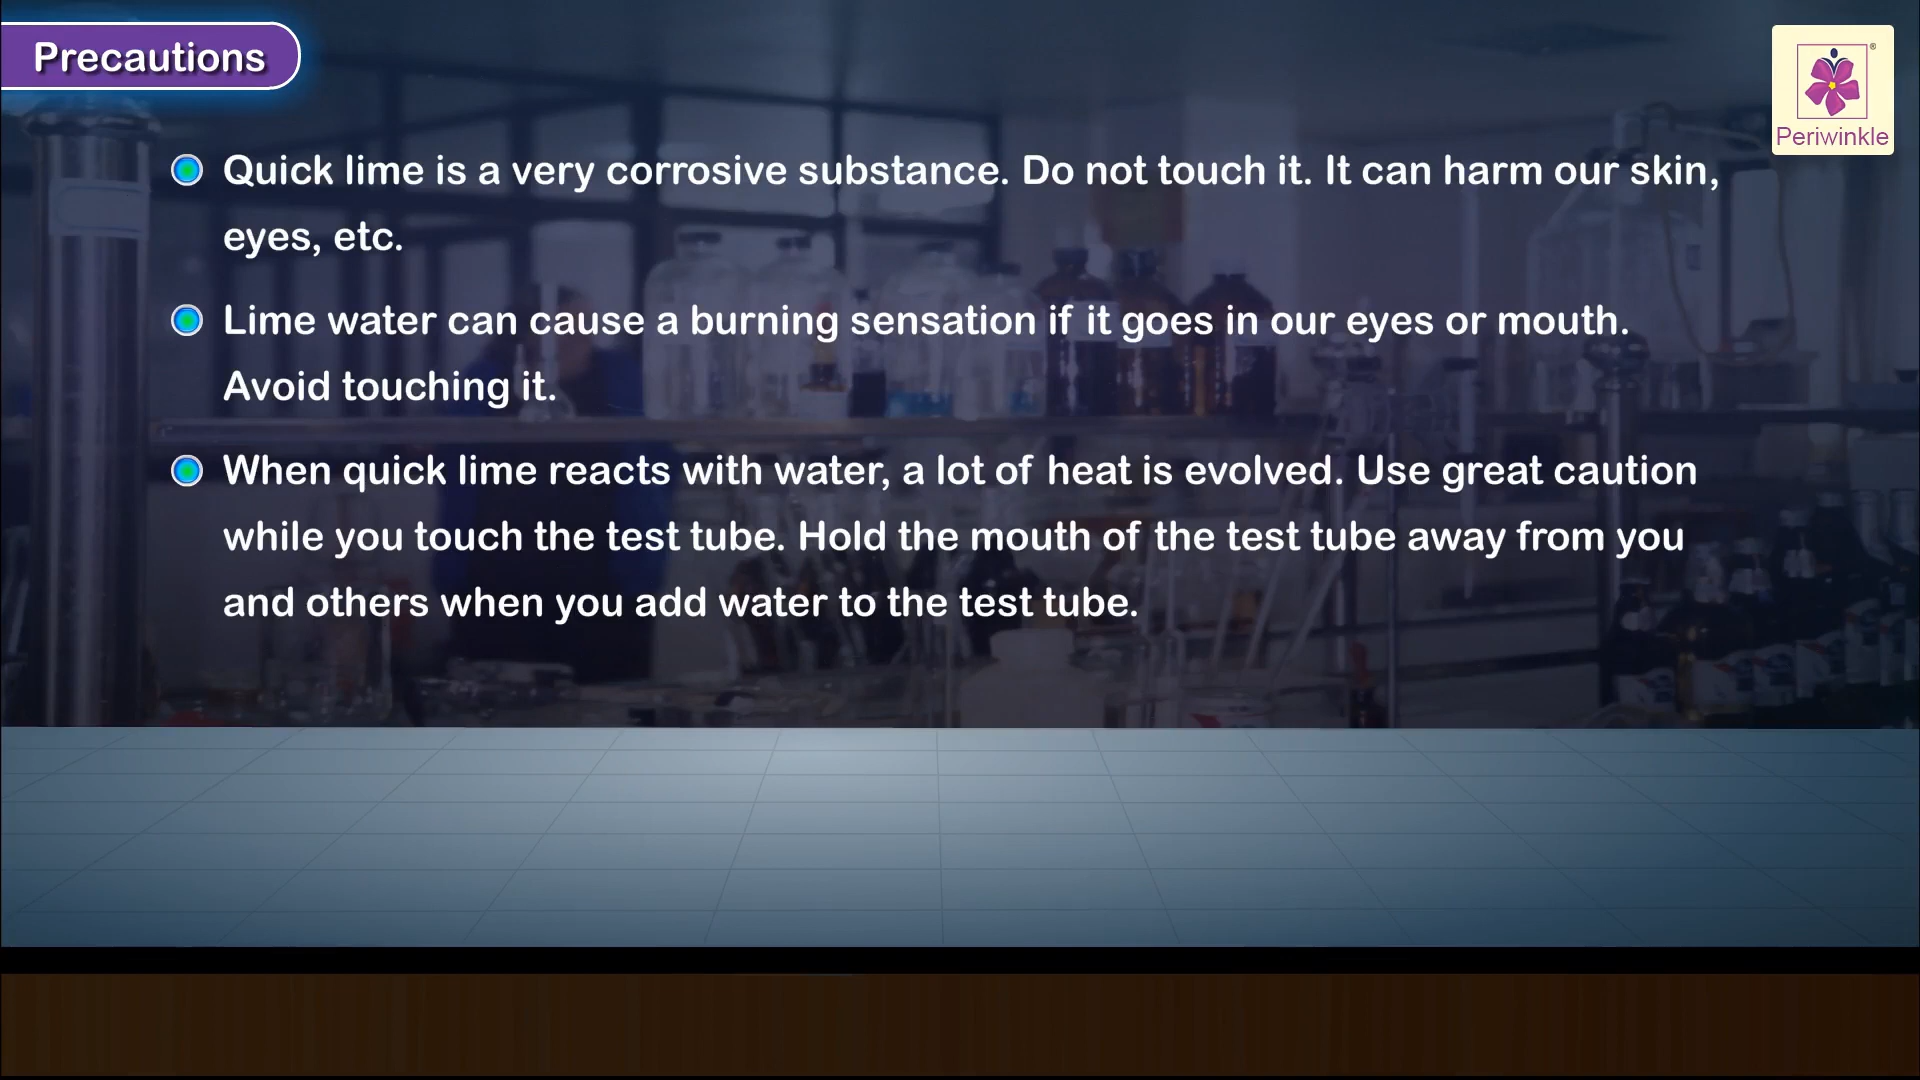 Precautions
®
Periwinkle
Quick lime is a very corrosive substance. Do not touch it. It can harm our skin,
eyes, etc.
Lime water can cause a burning sensation if it goes in our eyes or mouth.
Avoid touching it.
When quick lime reacts with water, a lot of heat is evolved. Use great caution
while you touch the test tube. Hold the mouth of the test tube away from you
and others when you add water to the test tube.